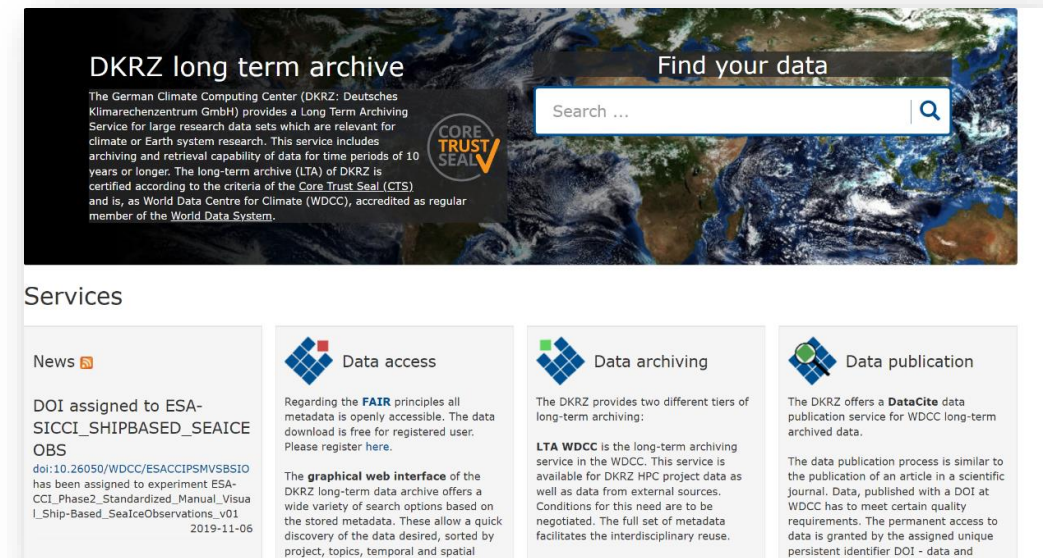 DKRZ long term archive
The German Climate Computing Center (DKRZ: Deutsches
Klimarechenzentrum GmbH) provides a Long Term Archiving
Service for large research data sets which are relevant for
climate or Earth system research. This service includes
archiving and retrieval capability of data for time periods of 10
years or longer. The long-term archive (LTA) of DKRZ is
certified according to the criteria of the Core Trust Seal (CTS)
and is, as World Data Centre for Climate (WDCC), accredited as regular
member of the World Data System.
CORE
TRUST
SEAL
Find your data
Search ...
Services
News
DOI assigned to ESA-
SICCI_SHIPBASED_SEAICE
OBS
doi:10.26050/WDCC/ESACCIPSMVSBSIO
has been assigned to experiment ESA-
CCI_Phase2_Standardized_Manual_Visua
l_Ship-Based_SeaIceObservations_v01
2019-11-06
Data access
Regarding the FAIR principles all
metadata is openly accessible. The data
download is free for registered user.
Please register here.
The graphical web interface of the
DKRZ long-term data archive offers a
wide variety of search options based on
the stored metadata. These allow a quick
discovery of the data desired, sorted by
project, topics, temporal and spatial
Data archiving
The DKRZ provides two different tiers of
long-term archiving:
LTA WDCC is the long-term archiving
service in the WDCC. This service is
available for DKRZ HPC project data as
well as data from external sources.
Conditions for this need are to be
negotiated. The full set of metadata
facilitates the interdisciplinary reuse.
Data publication
The DKRZ offers a DataCite data
publication service for WDCC long-term
archived data.
The data publication process is similar to
the publication of an article in a scientific
journal. Data, published with a DOI at
WDCC has to meet certain quality
requirements. The permanent access to
data is granted by the assigned unique
persistent identifier DOI - data and